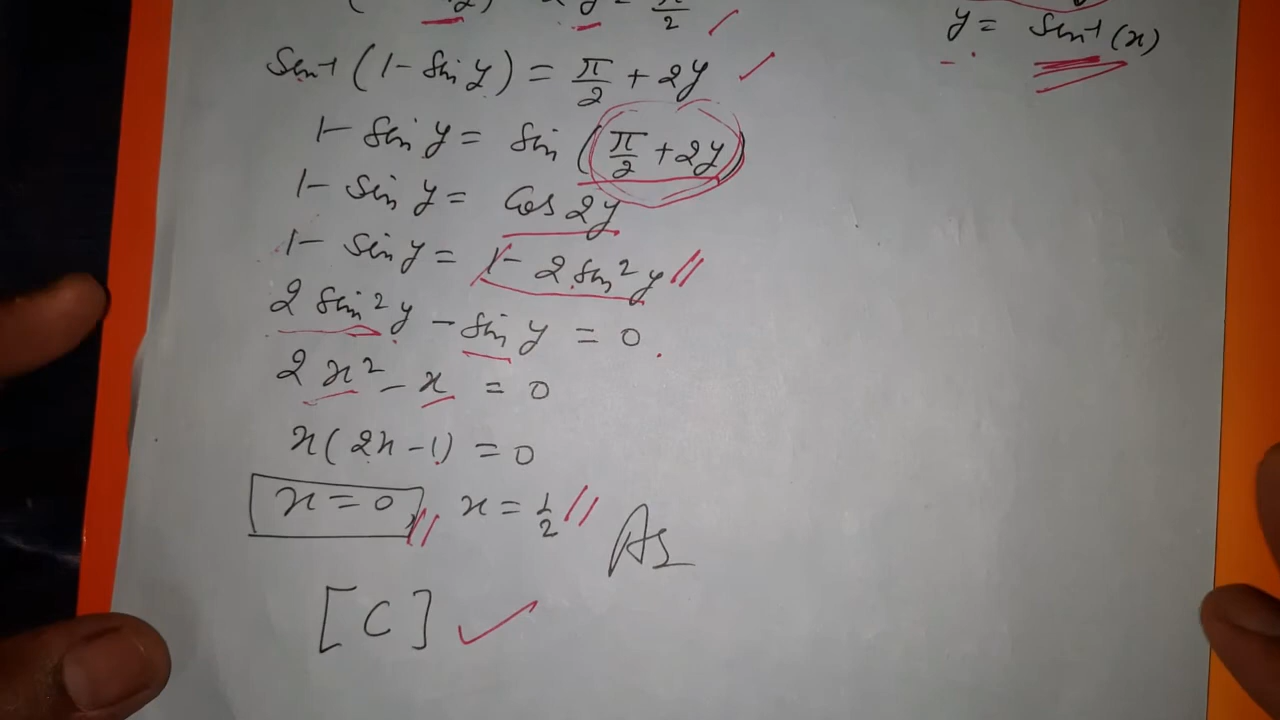 y = Sin-1 (x)
Sin-1 (1 - Sin y) = π/2 + 2y
1 - Sin y = Sin (π/2 + 2y)
1 - Sin y = Cos 2y
1 - Sin y = 1 - 2 Sin² y
2 Sin² y - Sin y = 0
2x² - x = 0
x(2x - 1) = 0
x = 0, x = 1/2
[C]